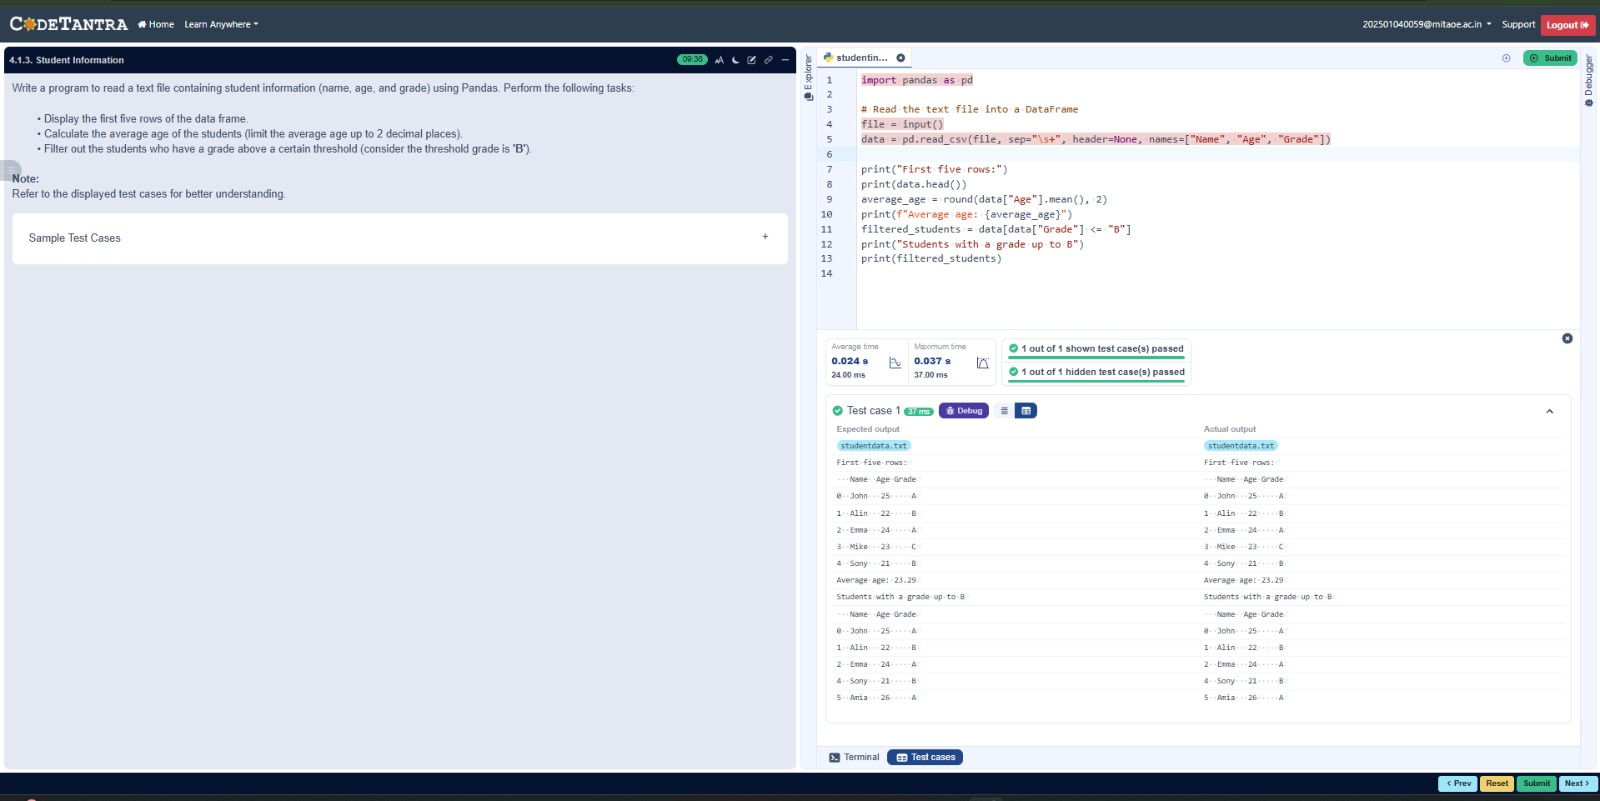 CODETANTRA Home Learn Anywhere 202501040059@mitaoe.ac.in Support Logout
4.1.3. Student Information 09:36
Write a program to read a text file containing student information (name, age, and grade) using Pandas. Perform the following tasks:
• Display the first five rows of the data frame.
• Calculate the average age of the students (limit the average age up to 2 decimal places).
• Filter out the students who have a grade above a certain threshold (consider the threshold grade is 'B').
Note:
Refer to the displayed test cases for better understanding.
Sample Test Cases +
Explorer
studentin...
Submit
Debugger
1 import pandas as pd
2
3 # Read the text file into a DataFrame
4 file = input()
5 data = pd.read_csv(file, sep="\s+", header=None, names=["Name", "Age", "Grade"])
6
7 print("First five rows:")
8 print(data.head())
9 average_age = round(data["Age"].mean(), 2)
10 print(f"Average age: {average_age}")
11 filtered_students = data[data["Grade"] <= "B"]
12 print("Students with a grade up to B")
13 print(filtered_students)
14
Average time
0.024 s
24.00 ms
Maximum time
0.037 s
37.00 ms
1 out of 1 shown test case(s) passed
1 out of 1 hidden test case(s) passed
Test case 1 37 ms Debug
Expected output
studentdata.txt
First·five·rows:
···Name··Age·Grade
0··John···25·····A
1··Alin···22·····B
2··Emma···24·····A
3··Mike···23·····C
4··Sony···21·····B
Average·age:·23.29
Students·with·a·grade·up·to·B
···Name··Age·Grade
0··John···25·····A
1··Alin···22·····B
2··Emma···24·····A
4··Sony···21·····B
5··Amia···26·····A
Actual output
studentdata.txt
First·five·rows:
···Name··Age·Grade
0··John···25·····A
1··Alin···22·····B
2··Emma···24·····A
3··Mike···23·····C
4··Sony···21·····B
Average·age:·23.29
Students·with·a·grade·up·to·B
···Name··Age·Grade
0··John···25·····A
1··Alin···22·····B
2··Emma···24·····A
4··Sony···21·····B
5··Amia···26·····A
Terminal Test cases
< Prev Reset Submit Next >